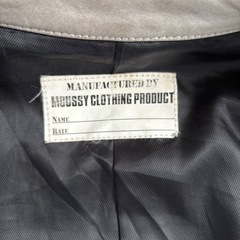 MANUFACTURED BY
MOUSSY CLOTHING PRODUCT
NAME
RATE